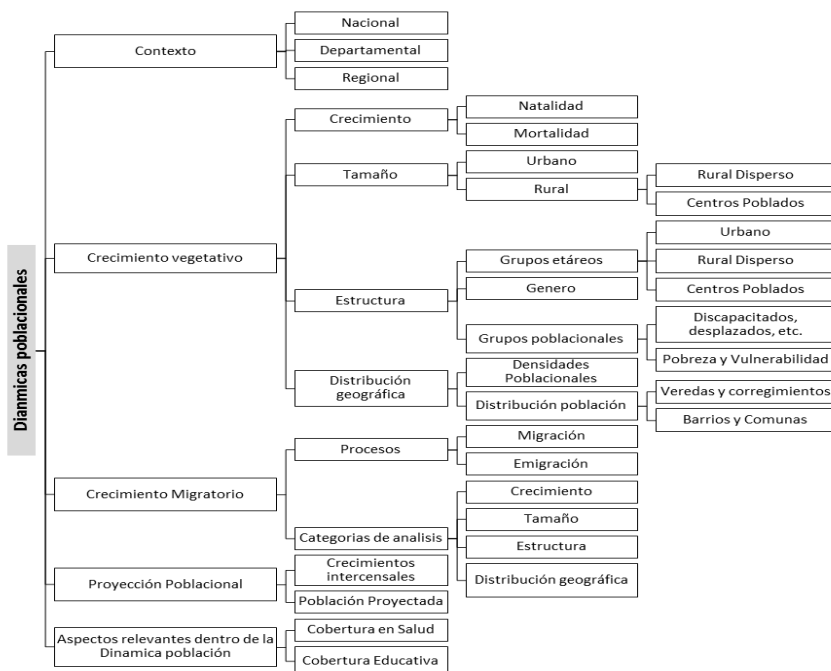 Dianmicas poblacionales
Contexto
Nacional
Departamental
Regional
Crecimiento vegetativo
Crecimiento
Natalidad
Mortalidad
Tamaño
Urbano
Rural
Rural Disperso
Centros Poblados
Estructura
Grupos etáreos
Urbano
Rural Disperso
Centros Poblados
Genero
Grupos poblacionales
Discapacitados,
desplazados, etc.
Pobreza y Vulnerabilidad
Distribución
geográfica
Densidades
Poblacionales
Distribución población
Veredas y corregimientos
Barrios y Comunas
Crecimiento Migratorio
Procesos
Migración
Emigración
Categorias de analisis
Crecimiento
Tamaño
Estructura
Distribución geográfica
Proyección Poblacional
Crecimientos
intercensales
Población Proyectada
Aspectos relevantes dentro de la
Dinamica población
Cobertura en Salud
Cobertura Educativa